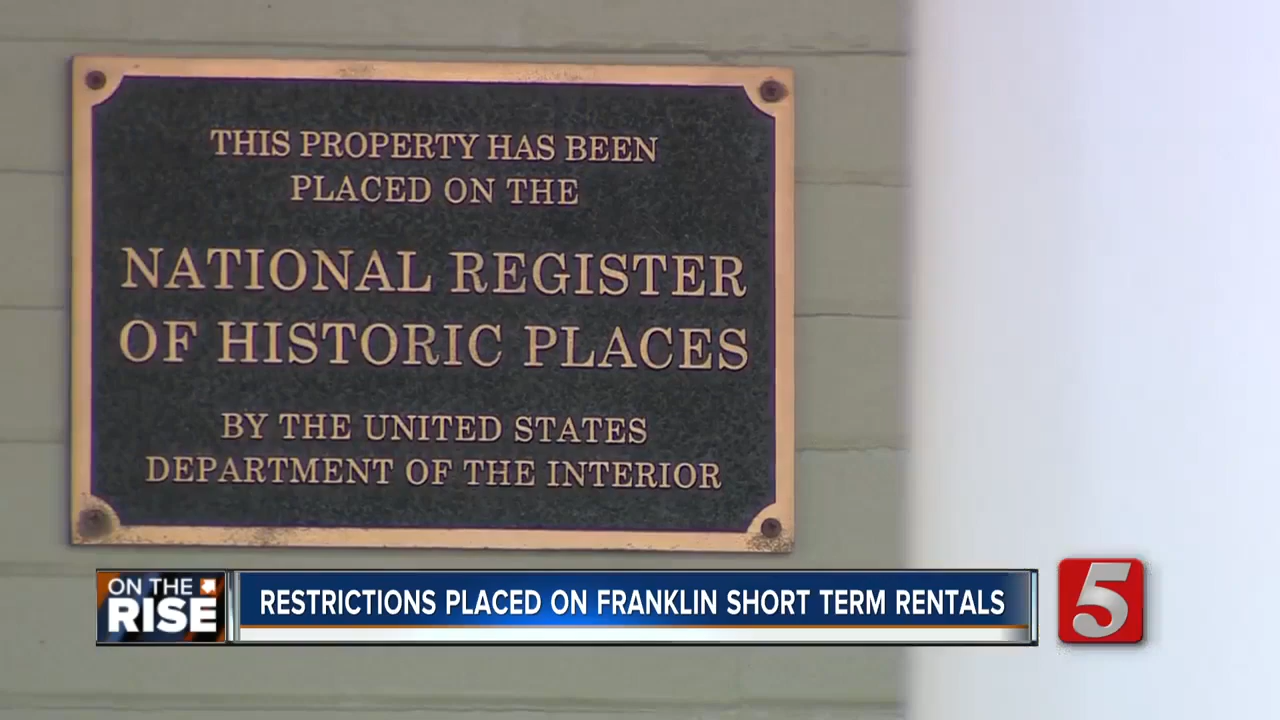 THIS PROPERTY HAS BEEN
PLACED ON THE
NATIONAL REGISTER
OF HISTORIC PLACES
BY THE UNITED STATES
DEPARTMENT OF THE INTERIOR
ON THE
RISE
RESTRICTIONS PLACED ON FRANKLIN SHORT TERM RENTALS
5